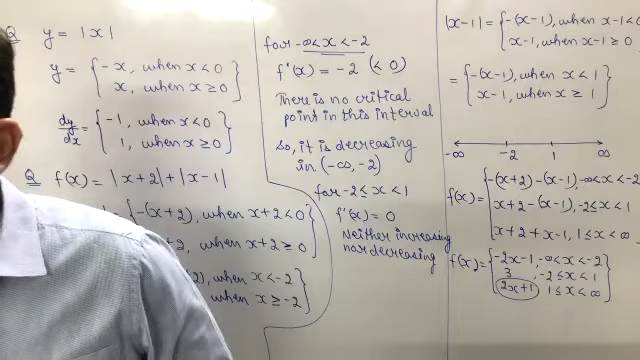 Q y = |x|
y = { -x, when x < 0
x, when x ≥ 0 }
dy/dx = { -1, when x < 0
1, when x ≥ 0 }
Q f(x) = |x+2| + |x-1|
= { -(x+2), when x+2 < 0
+2, when x+2 ≥ 0 }
2), when x < -2
when x ≥ -2 }
for -∞ < x < -2
f'(x) = -2 (< 0)
There is no critical
point in this interval
So, it is decreasing
in (-∞, -2)
for -2 ≤ x < 1
f'(x) = 0
Neither increasing
nor decreasing
|x-1| = { -(x-1), when x-1 < 0
x-1, when x-1 ≥ 0
= { -(x-1), when x < 1
x-1, when x ≥ 1 }
-∞ -2 1 ∞
f(x) = { -(x+2) -(x-1), -∞ < x < -2
x+2 -(x-1), -2 ≤ x < 1
x+2 + x-1, 1 ≤ x < ∞
f(x) = { -2x-1, -∞ < x < -2
3, -2 ≤ x < 1
2x+1 1 ≤ x < ∞ }